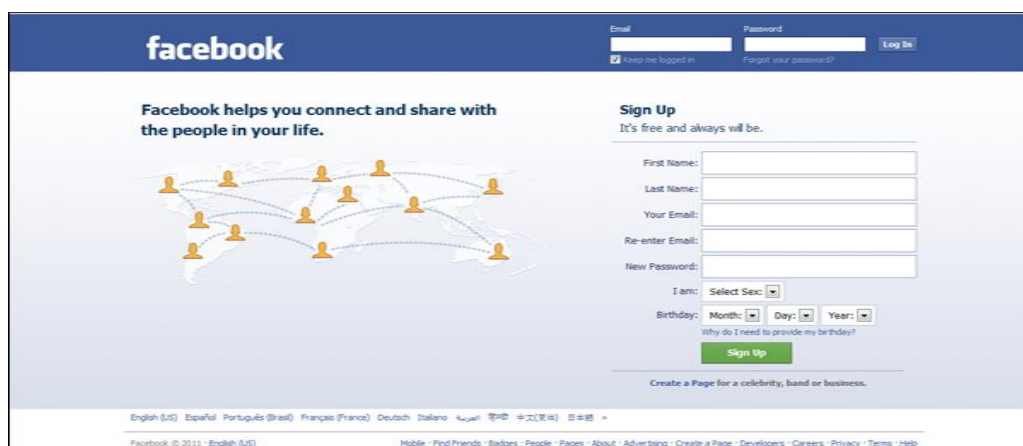 facebook
Email
Password
Log In
Keep me logged in
Forgot your password?
Facebook helps you connect and share with
the people in your life.
Sign Up
It's free and always will be.
First Name:
Last Name:
Your Email:
Re-enter Email:
New Password:
I am: Select Sex:
Birthday: Month: Day: Year:
Why do I need to provide my birthday?
Sign Up
Create a Page for a celebrity, band or business.
English (US) Español Português (Brasil) Français (France) Deutsch Italiano العربية हिन्दी 中文(简体) 日本語 »
Facebook © 2011 · English (US)
Mobile · Find Friends · Badges · People · Pages · About · Advertising · Create a Page · Developers · Careers · Privacy · Terms · Help